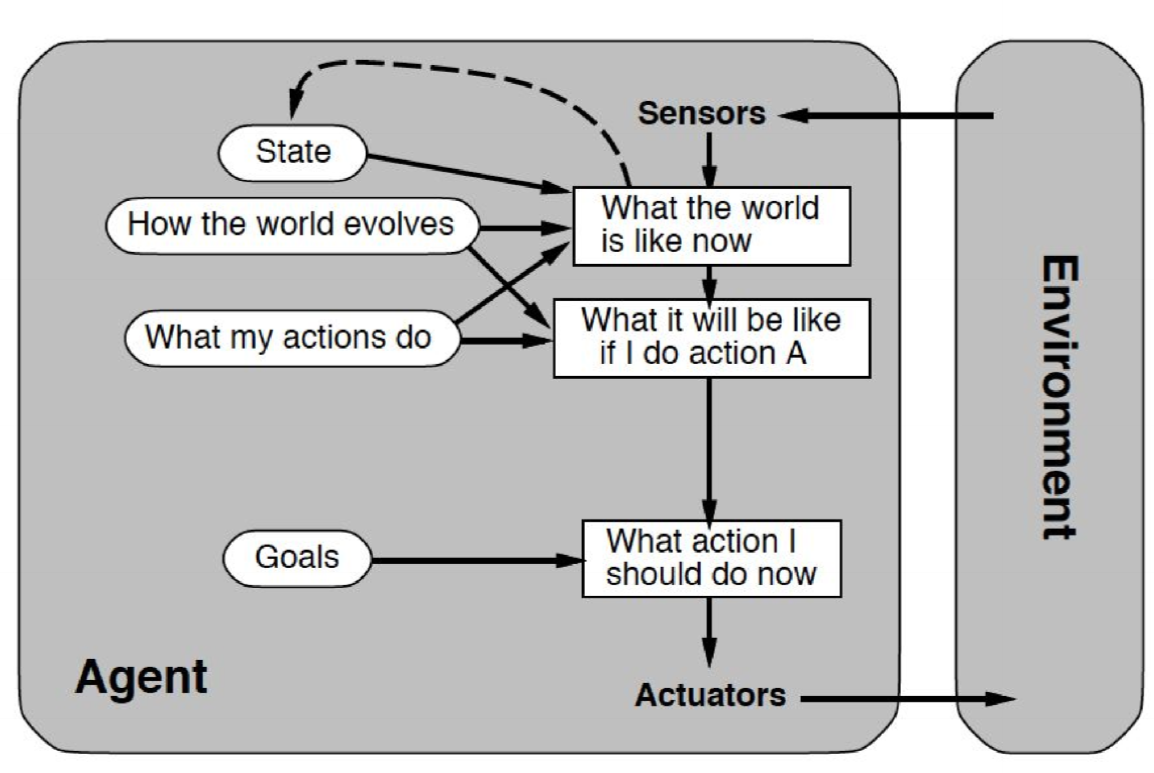 Sensors
State
What the world
is like now
How the world evolves
What it will be like
if I do action A
What my actions do
Environment
Goals
What action I
should do now
Agent
Actuators